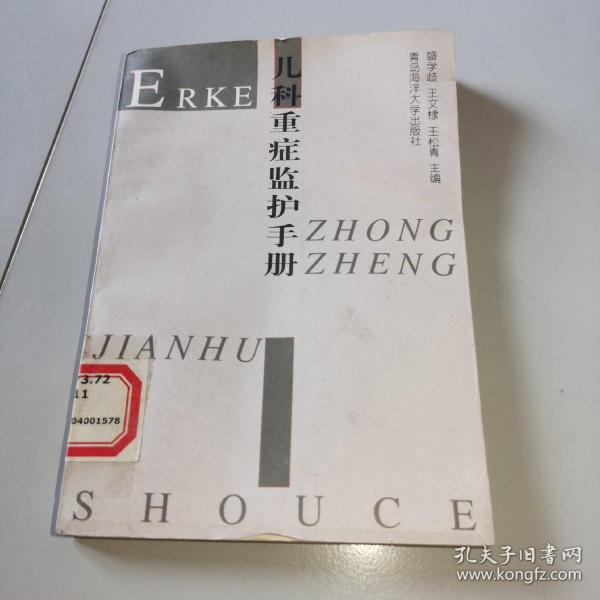 ERKE
儿科重症监护手册
盛学岐 王文棣 王松青 主编
青岛海洋大学出版社
ZHONG
ZHENG
JIANHU
73.72
11
04001578
SHOUCE
孔夫子旧书网
www.kongfz.com